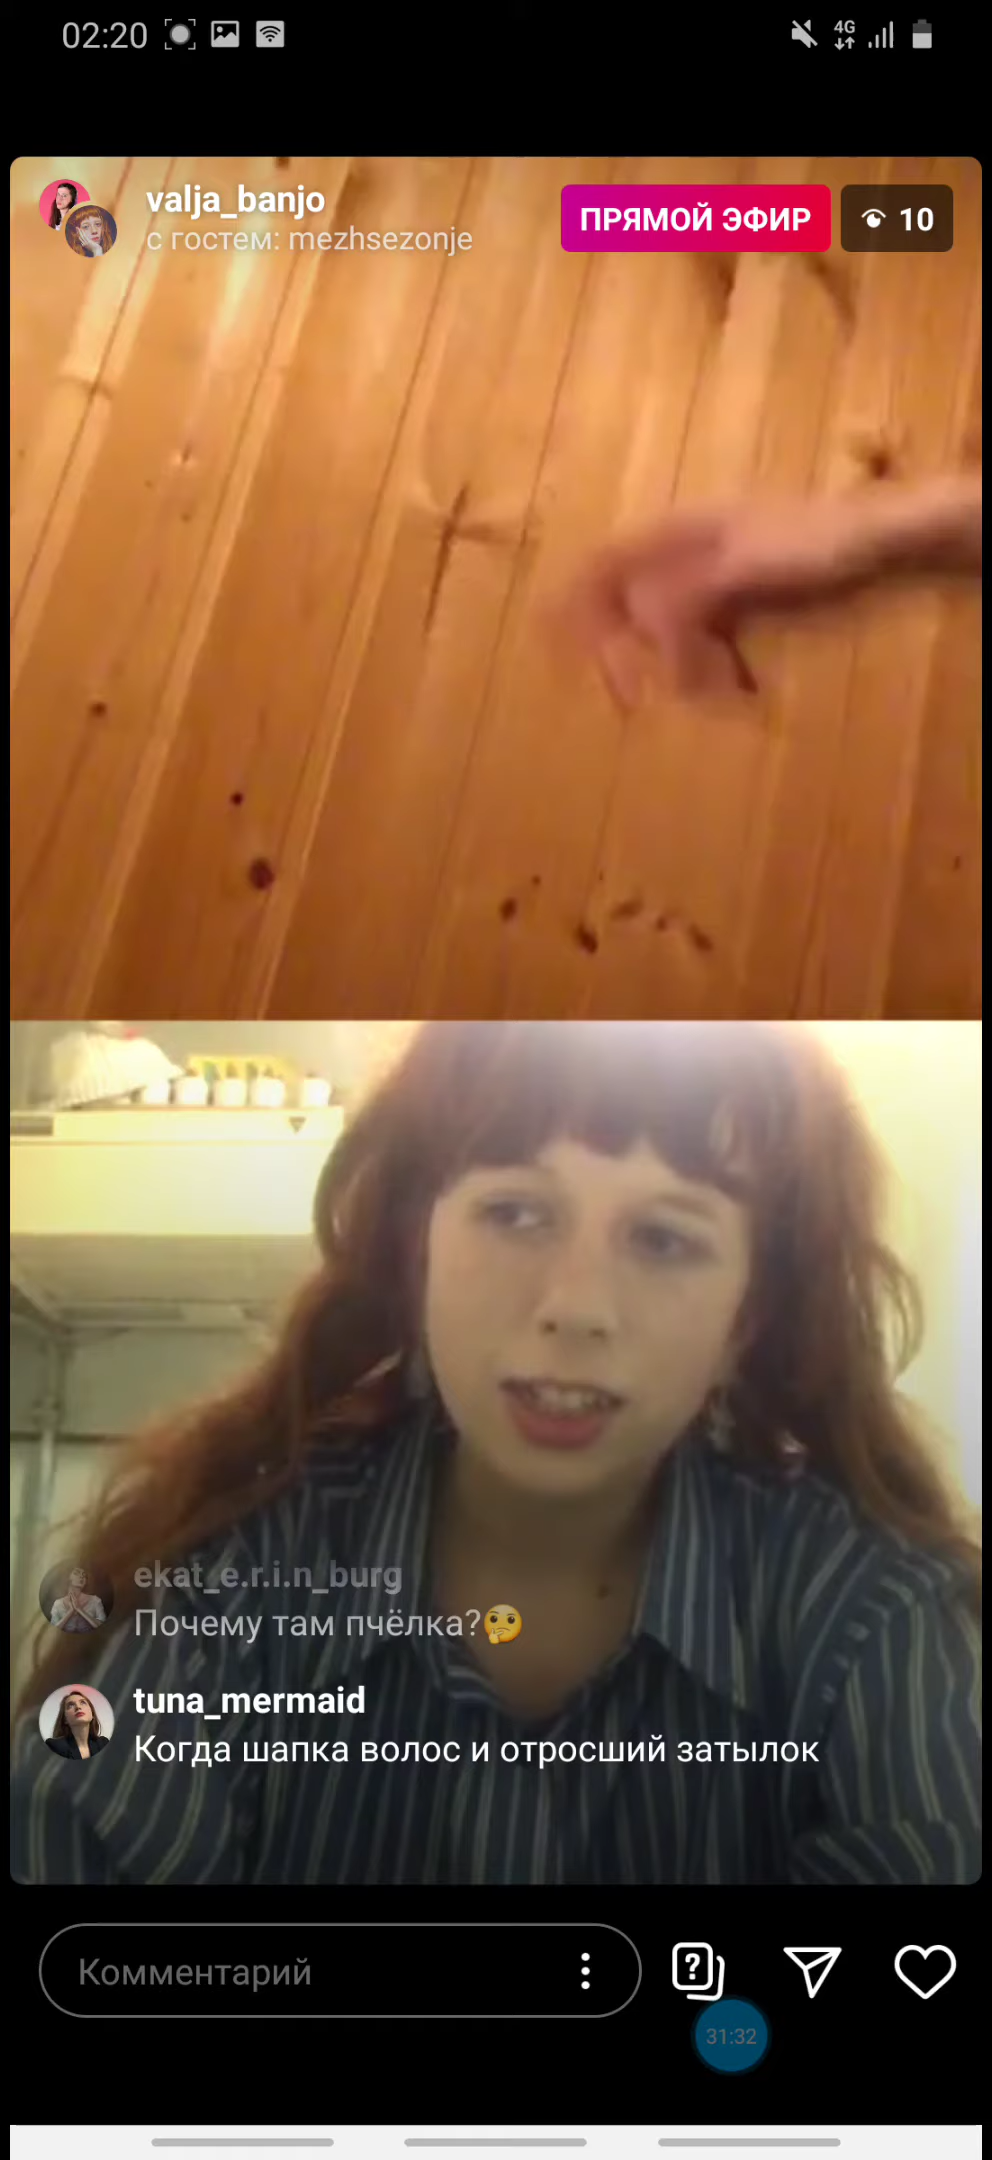 02:20
4G
valja_banjo
с гостем: mezhsezonje
ПРЯМОЙ ЭФИР
10
ekat_e.r.i.n_burg
Почему там пчёлка?🤔
tuna_mermaid
Когда шапка волос и отросший затылок
Комментарий
31:32